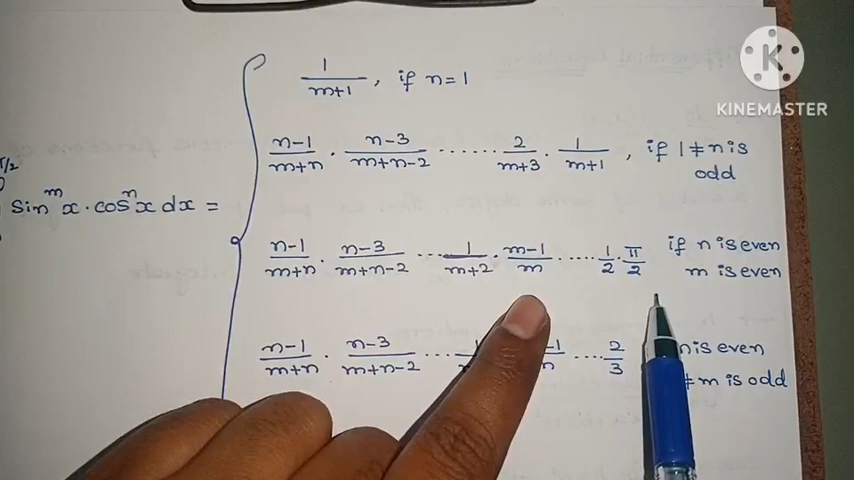 KINEMASTER
1/m+1 , if n=1
n-1/m+n · n-3/m+n-2 ...... 2/m+3 · 1/m+1 , if 1≠n is odd
π/2
sin^m x · cos^n x dx =
n-1/m+n · n-3/m+n-2 ... 1/m+2 · m-1/m ..... 1/2 · π/2 if n is even
m is even
n-1/m+n · n-3/m+n-2 ... -1 .... 2/3 n is even
≠ m is odd